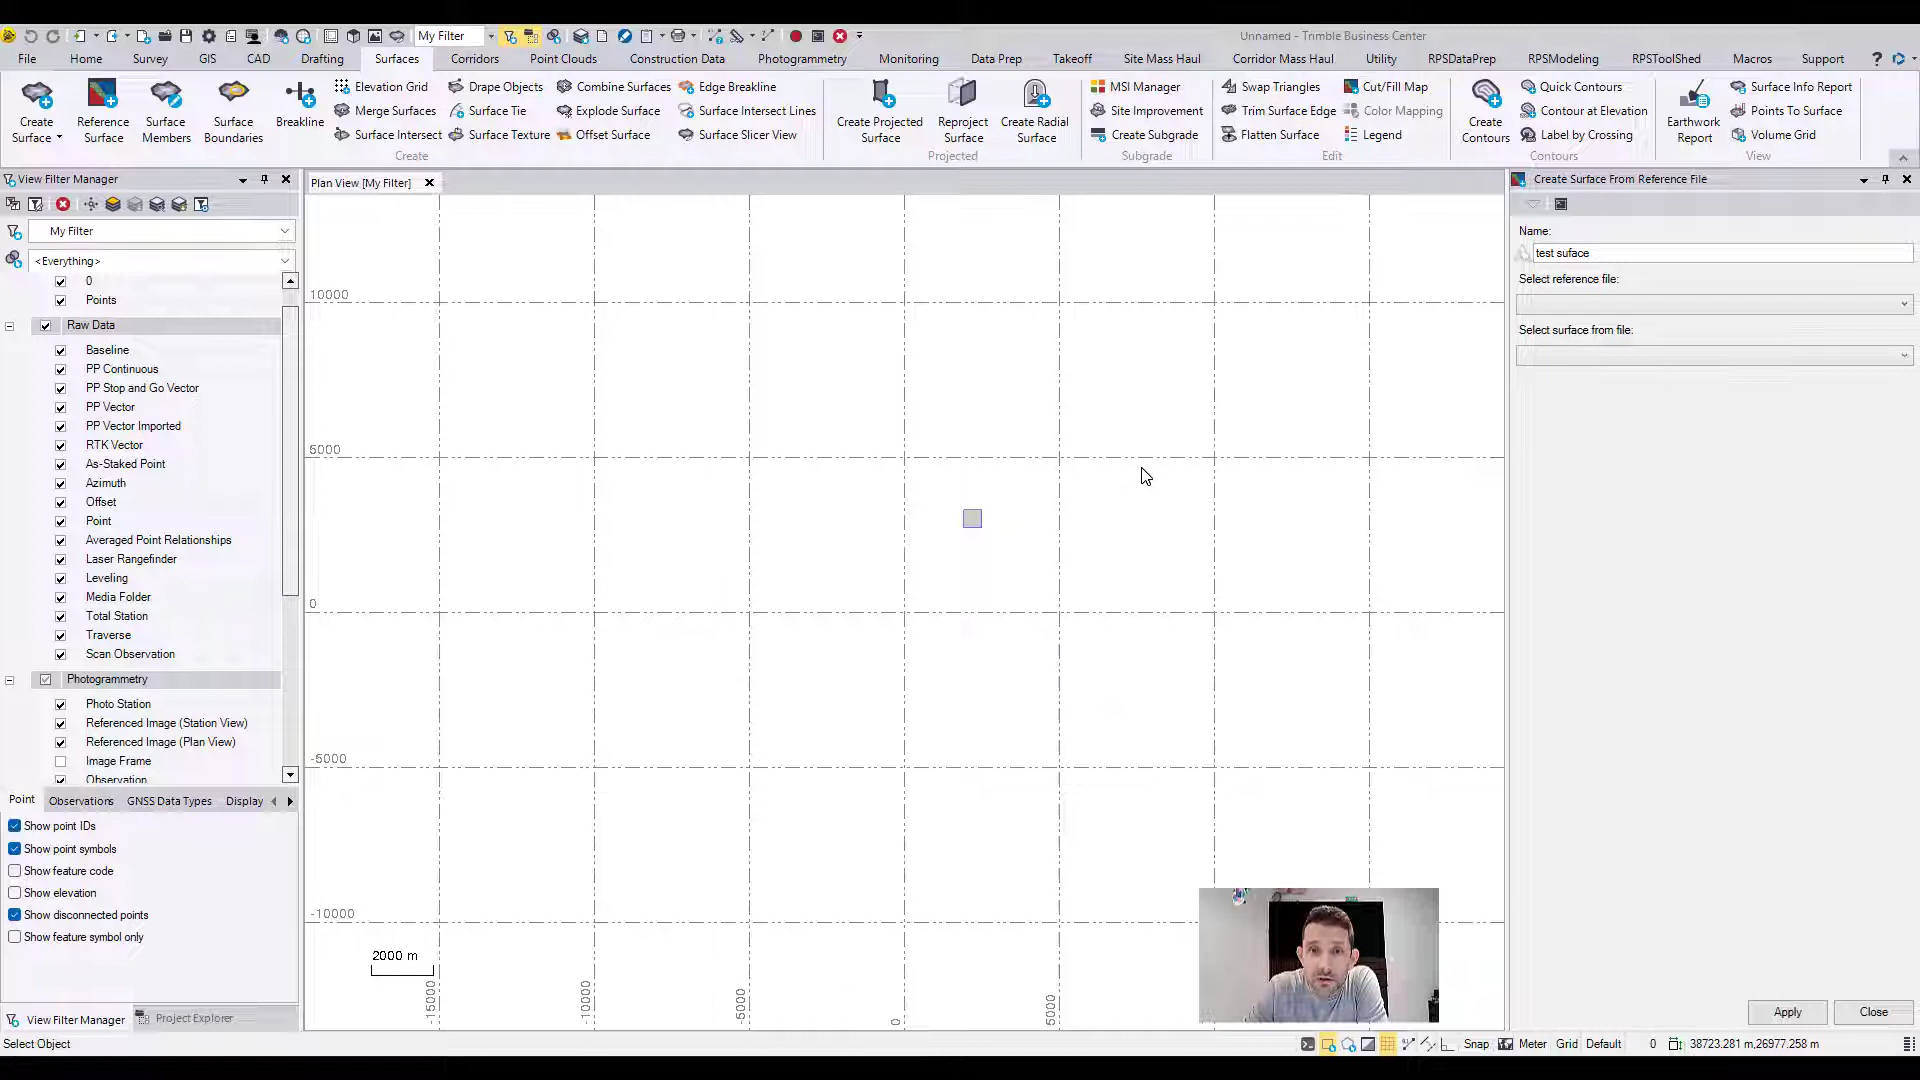 My Filter
Unnamed - Trimble Business Center
File Home Survey GIS CAD Drafting Surfaces Corridors Point Clouds Construction Data Photogrammetry Monitoring Data Prep Takeoff Site Mass Haul Corridor Mass Haul Utility RPSDataPrep RPSModeling RPSToolShed Macros Support
Create Surface
Reference Surface
Surface Members
Surface Boundaries
Breakline
Elevation Grid
Merge Surfaces
Surface Intersect
Drape Objects
Surface Tie
Surface Texture
Combine Surfaces
Explode Surface
Offset Surface
Edge Breakline
Surface Intersect Lines
Surface Slicer View
Create
Create Projected Surface
Reproject Surface
Create Radial Surface
Projected
MSI Manager
Site Improvement
Create Subgrade
Subgrade
Swap Triangles
Trim Surface Edge
Flatten Surface
Cut/Fill Map
Color Mapping
Legend
Edit
Create Contours
Quick Contours
Contour at Elevation
Label by Crossing
Contours
Earthwork Report
Surface Info Report
Points To Surface
Volume Grid
View
View Filter Manager
My Filter
<Everything>
0
Points
Raw Data
Baseline
PP Continuous
PP Stop and Go Vector
PP Vector
PP Vector Imported
RTK Vector
As-Staked Point
Azimuth
Offset
Point
Averaged Point Relationships
Laser Rangefinder
Leveling
Media Folder
Total Station
Traverse
Scan Observation
Photogrammetry
Photo Station
Referenced Image (Station View)
Referenced Image (Plan View)
Image Frame
Observation
Point Observations GNSS Data Types Display
Show point IDs
Show point symbols
Show feature code
Show elevation
Show disconnected points
Show feature symbol only
View Filter Manager Project Explorer
Plan View [My Filter]
10000
5000
0
-5000
-10000
2000 m
-15000
-10000
-5000
0
5000
Create Surface From Reference File
Name:
test suface
Select reference file:
Select surface from file:
Apply Close
Select Object
Snap Meter Grid Default 0 38723.281 m,26977.258 m